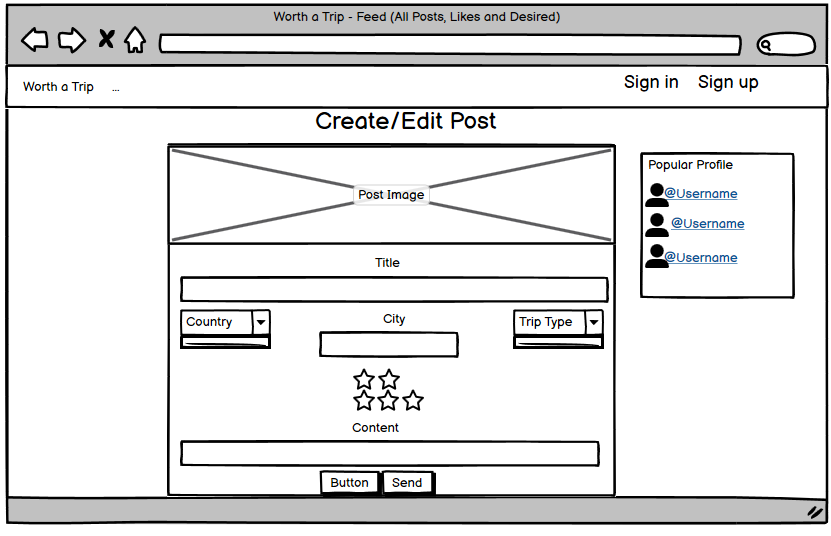 Worth a Trip - Feed (All Posts, Likes and Desired)
Worth a Trip ... Sign in Sign up
Create/Edit Post
Post Image
Title
Country
City
Trip Type
Content
Button Send
Popular Profile
@Username
@Username
@Username